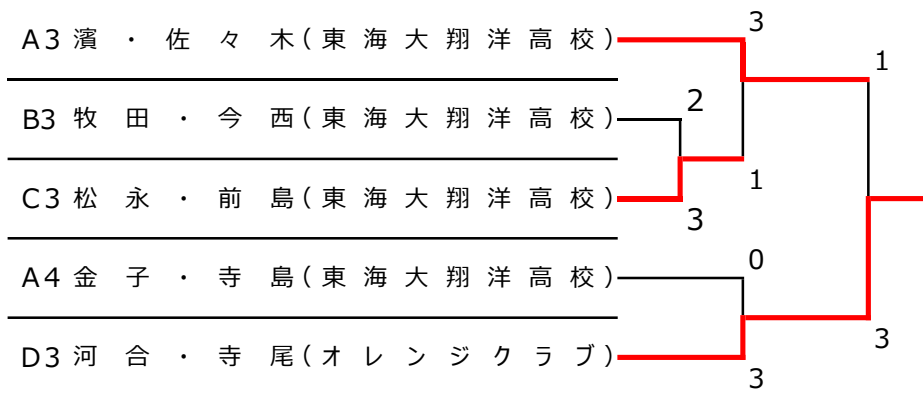 3
A3 濱・佐々木(東海大翔洋高校)
1
2
B3 牧田・今西(東海大翔洋高校)
1
C3 松永・前島(東海大翔洋高校)
3
0
A4 金子・寺島(東海大翔洋高校)
3
D3 河合・寺尾(オレンジクラブ)
3